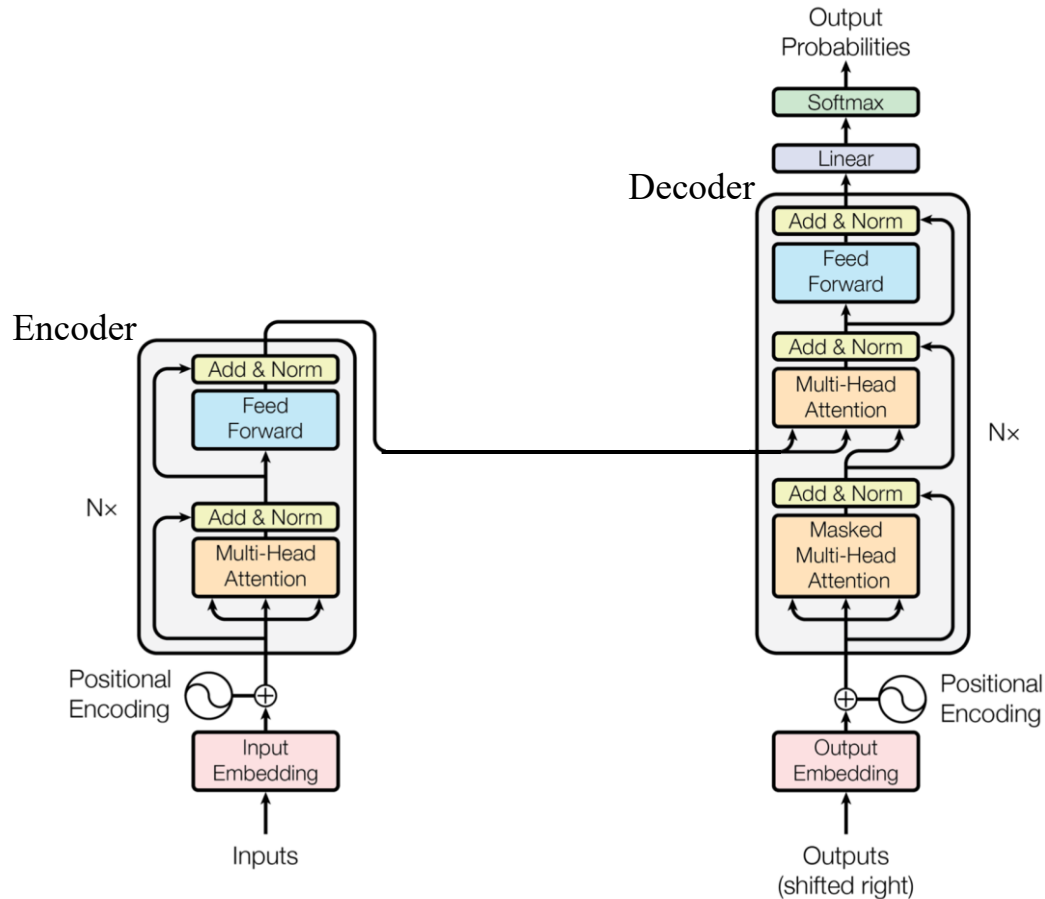 Output
Probabilities
Softmax
Linear
Decoder
Add & Norm
Feed
Forward
Add & Norm
Multi-Head
Attention
N×
Add & Norm
Masked
Multi-Head
Attention
Positional
Encoding
Output
Embedding
Outputs
(shifted right)
Encoder
Add & Norm
Feed
Forward
N×
Add & Norm
Multi-Head
Attention
Positional
Encoding
Input
Embedding
Inputs